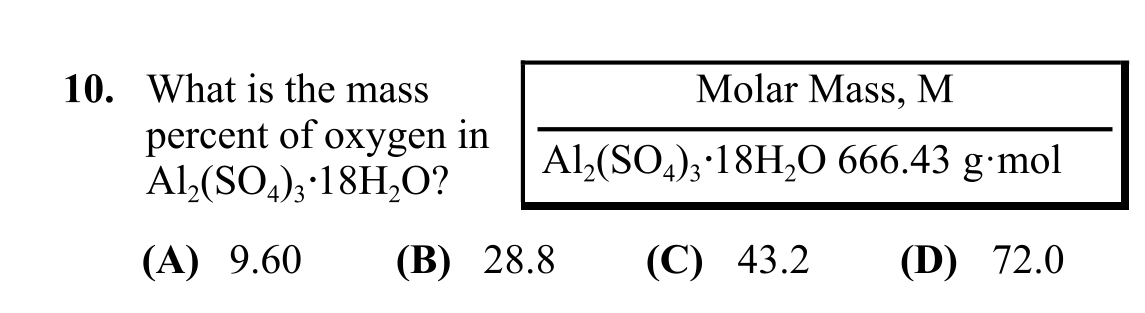 10. What is the mass
percent of oxygen in
Al₂(SO₄)₃·18H₂O?
Molar Mass, M
Al₂(SO₄)₃·18H₂O 666.43 g·mol
(A) 9.60 (B) 28.8 (C) 43.2 (D) 72.0